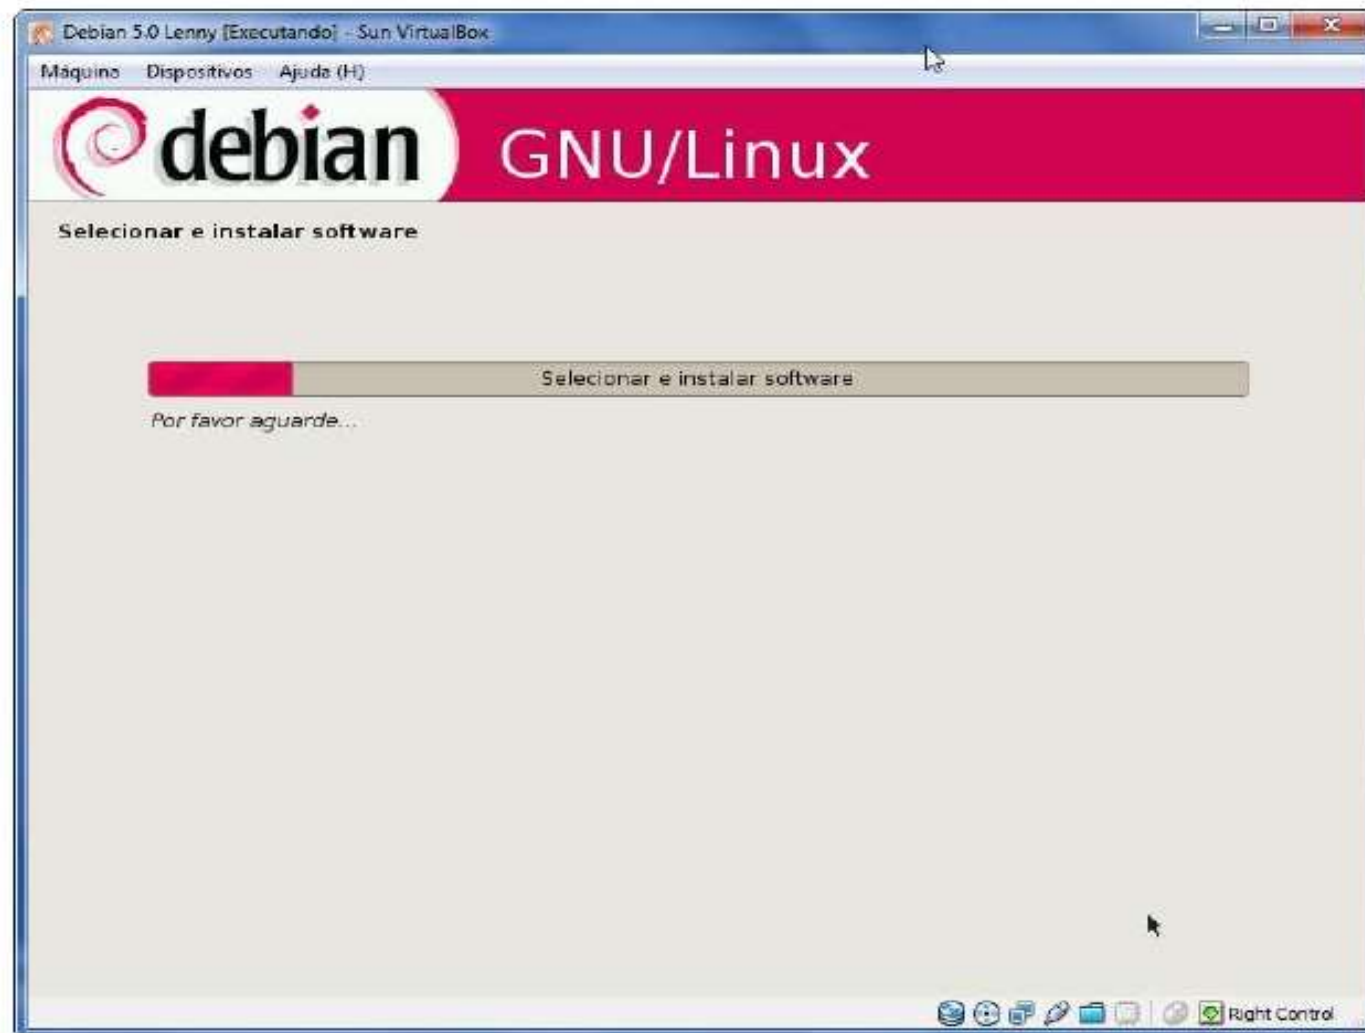 Debian 5.0 Lenny [Executando] - Sun VirtualBox
Máquina Dispositivos Ajuda (H)
debian GNU/Linux
Selecionar e instalar software
Selecionar e instalar software
Por favor aguarde...
Right Control